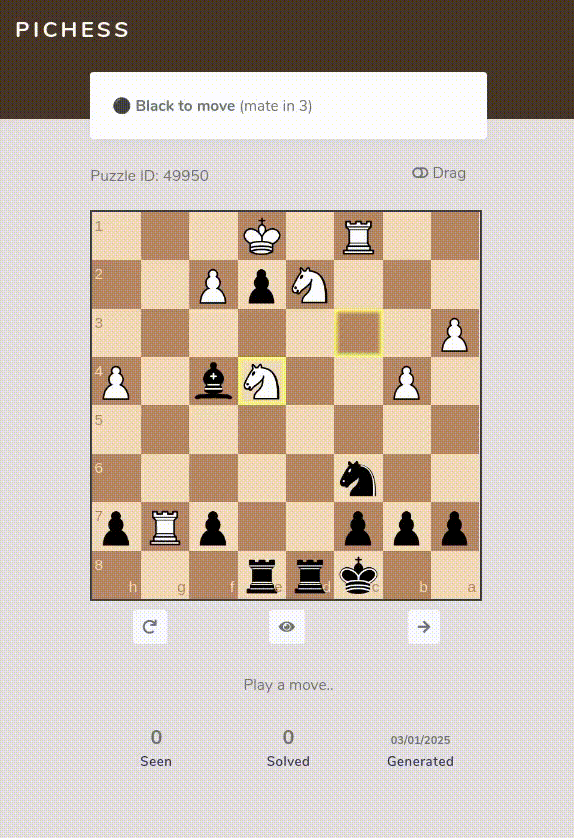 PICHESS
Black to move (mate in 3)
Puzzle ID: 49950
Drag
1
2
3
4
5
6
7
8
h g f e d c b a
Play a move..
0 0 03/01/2025
Seen Solved Generated